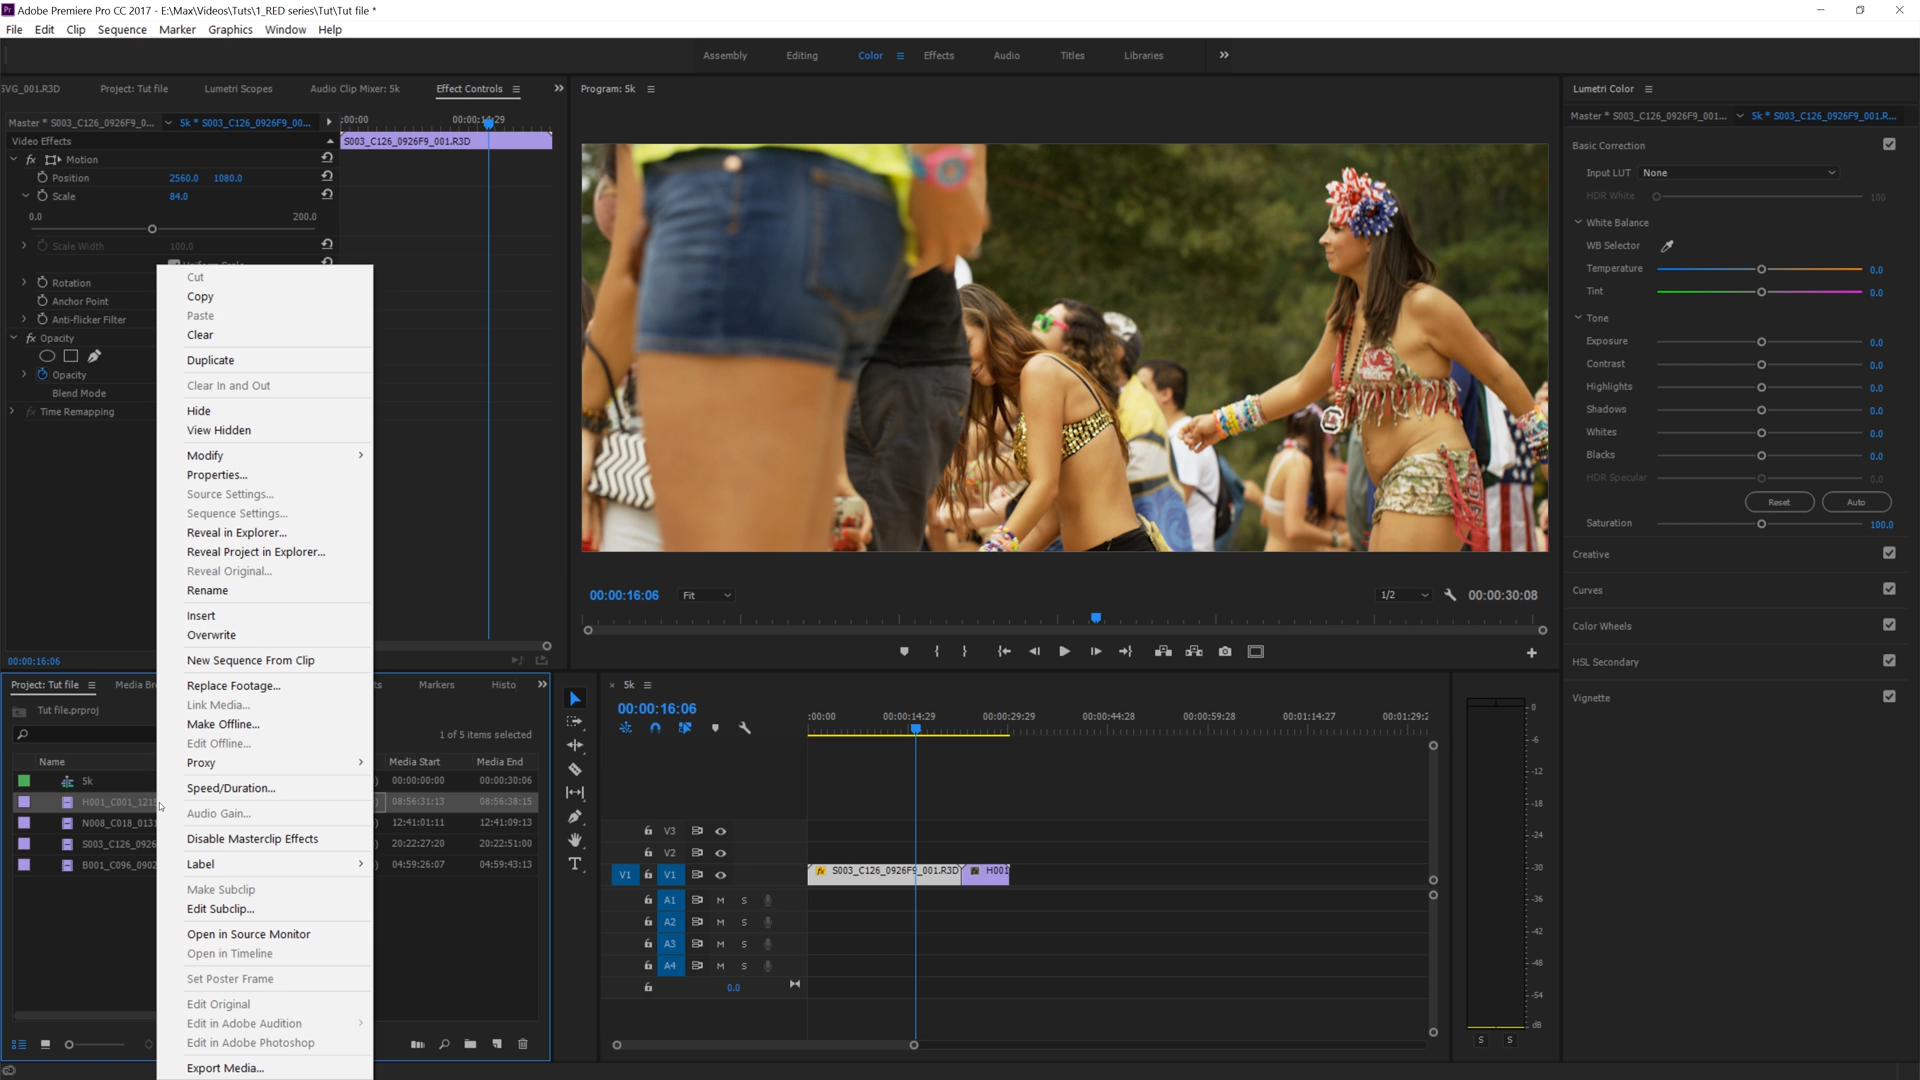 Adobe Premiere Pro CC 2017 - E:\Max\Videos\Tuts\1_RED series\Tut\Tut file *
File Edit Clip Sequence Marker Graphics Window Help
Assembly Editing Color Effects Audio Titles Libraries
SVG_001.R3D Project: Tut file Lumetri Scopes Audio Clip Mixer: 5k Effect Controls
Master * S003_C126_0926F9_0... 5k * S003_C126_0926F9_00...
:00:00 00:00:14:29
Video Effects
S003_C126_0926F9_001.R3D
fx Motion
Position 2560.0 1080.0
Scale 84.0
0.0 200.0
Scale Width 100.0
Uniform Scale
Rotation
Anchor Point
Anti-flicker Filter
fx Opacity
Opacity
Blend Mode
fx Time Remapping
00:00:16:06
Cut
Copy
Paste
Clear
Duplicate
Clear In and Out
Hide
View Hidden
Modify
Properties...
Source Settings...
Sequence Settings...
Reveal in Explorer...
Reveal Project in Explorer...
Reveal Original...
Rename
Insert
Overwrite
New Sequence From Clip
Replace Footage...
Link Media...
Make Offline...
Edit Offline...
Proxy
Speed/Duration...
Audio Gain...
Disable Masterclip Effects
Label
Make Subclip
Edit Subclip...
Open in Source Monitor
Open in Timeline
Set Poster Frame
Edit Original
Edit in Adobe Audition
Edit in Adobe Photoshop
Export Media...
Program: 5k
00:00:16:06 Fit 1/2 00:00:30:08
Lumetri Color
Master * S003_C126_0926F9_001... 5k * S003_C126_0926F9_001.R...
Basic Correction
Input LUT None
HDR White 100
White Balance
WB Selector
Temperature 0.0
Tint 0.0
Tone
Exposure 0.0
Contrast 0.0
Highlights 0.0
Shadows 0.0
Whites 0.0
Blacks 0.0
HDR Specular 0.0
Reset Auto
Saturation 100.0
Creative
Curves
Color Wheels
HSL Secondary
Vignette
Project: Tut file Media Br ts Markers Histo
Tut file.prproj
1 of 5 items selected
Name Media Start Media End
5k 00:00:00:00 00:00:30:06
H001_C001_121 08:56:31:13 08:56:38:15
N008_C018_0131 12:41:01:11 12:41:09:13
S003_C126_0926 20:22:27:20 20:22:51:00
B001_C096_0902 04:59:26:07 04:59:43:13
5k
00:00:16:06
:00:00 00:00:14:29 00:00:29:29 00:00:44:28 00:00:59:28 00:01:14:27 00:01:29:2
V3
V2
V1 V1
fx S003_C126_0926F9_001.R3D fx H001
A1 M S
A2 M S
A3 M S
A4 M S
0.0
0
-6
-12
-18
-24
-30
-36
-42
-48
-54
dB
S S